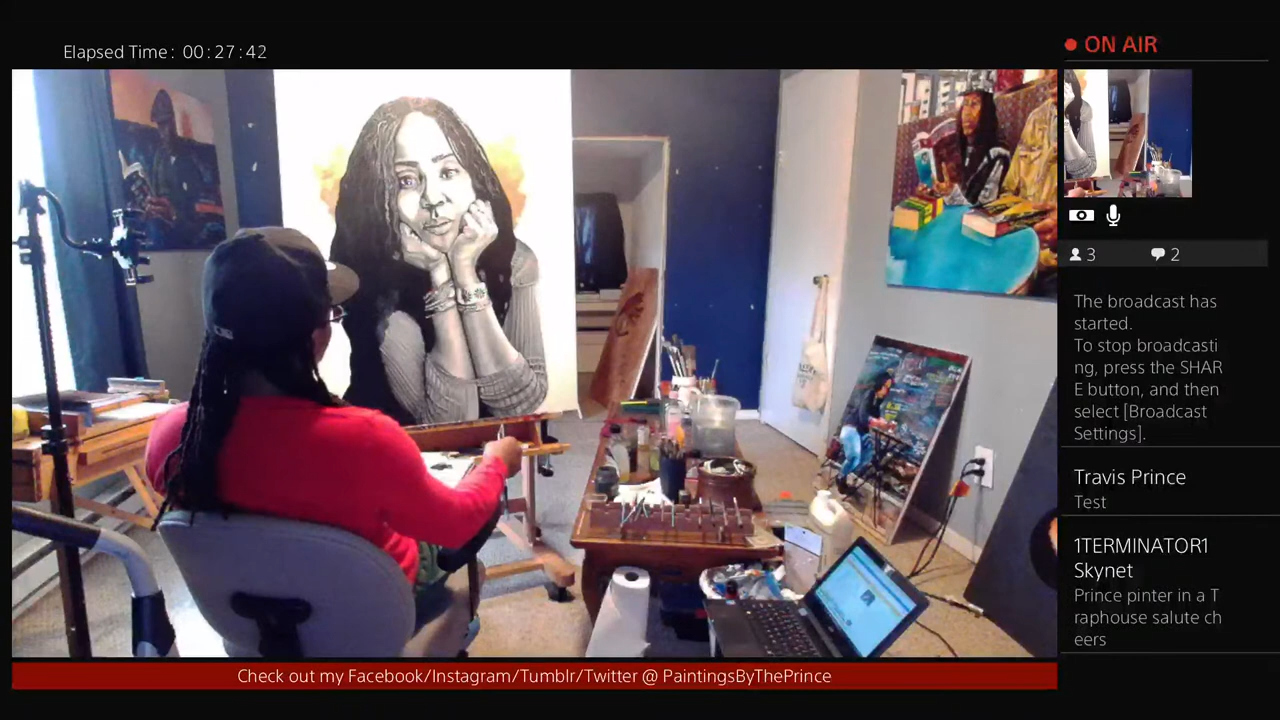 Elapsed Time: 00:27:42
ON AIR
3
2
The broadcast has
started.
To stop broadcasti
ng, press the SHAR
E button, and then
select [Broadcast
Settings].
Travis Prince
Test
1TERMINATOR1
Skynet
Prince pinter in a T
raphouse salute ch
eers
Check out my Facebook/Instagram/Tumblr/Twitter @ PaintingsByThePrince